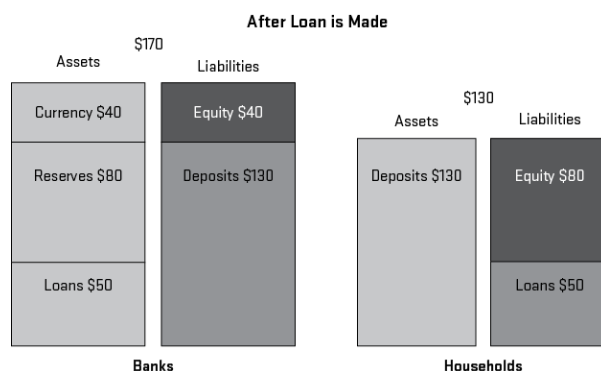 After Loan is Made
$170
Assets Liabilities
Currency $40 Equity $40
Reserves $80 Deposits $130
Loans $50
Banks
$130
Assets Liabilities
Deposits $130 Equity $80
Loans $50
Households